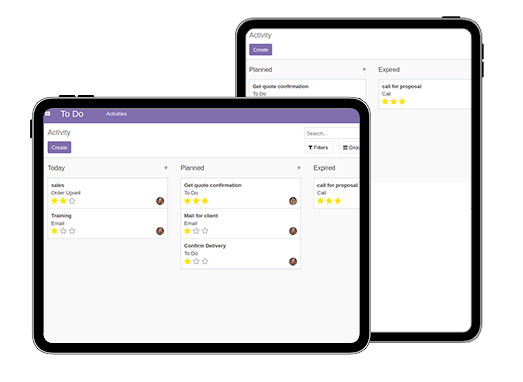 Activity
Create
Planned +
Expired
Get quote confirmation
To Do
call for proposal
Call
To Do
Activities
Activity
Search...
Create
Filters
Today +
Planned +
Expired
sales
Order Upsell
Training
Email
Get quote confirmation
To Do
Mail for client
Email
Confirm Delivery
To Do
call for proposal
Call